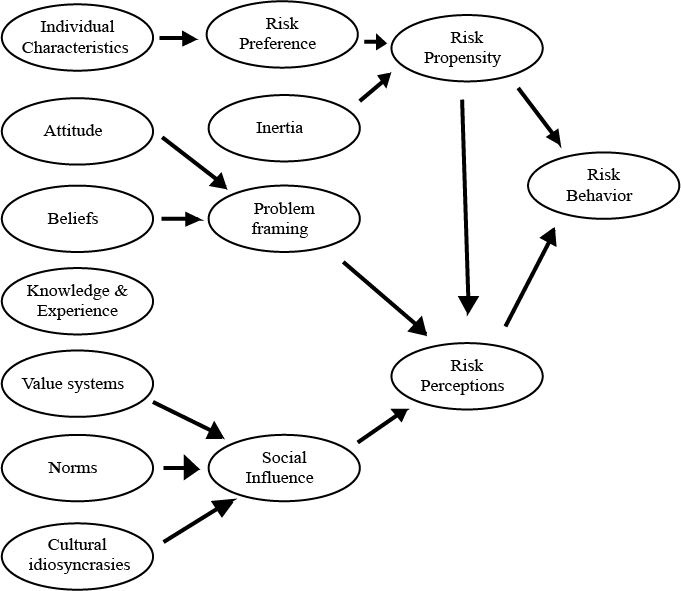 Individual
Characteristics
Risk
Preference
Risk
Propensity
Attitude
Inertia
Risk
Behavior
Beliefs
Problem
framing
Knowledge &
Experience
Value systems
Risk
Perceptions
Norms
Social
Influence
Cultural
idiosyncrasies